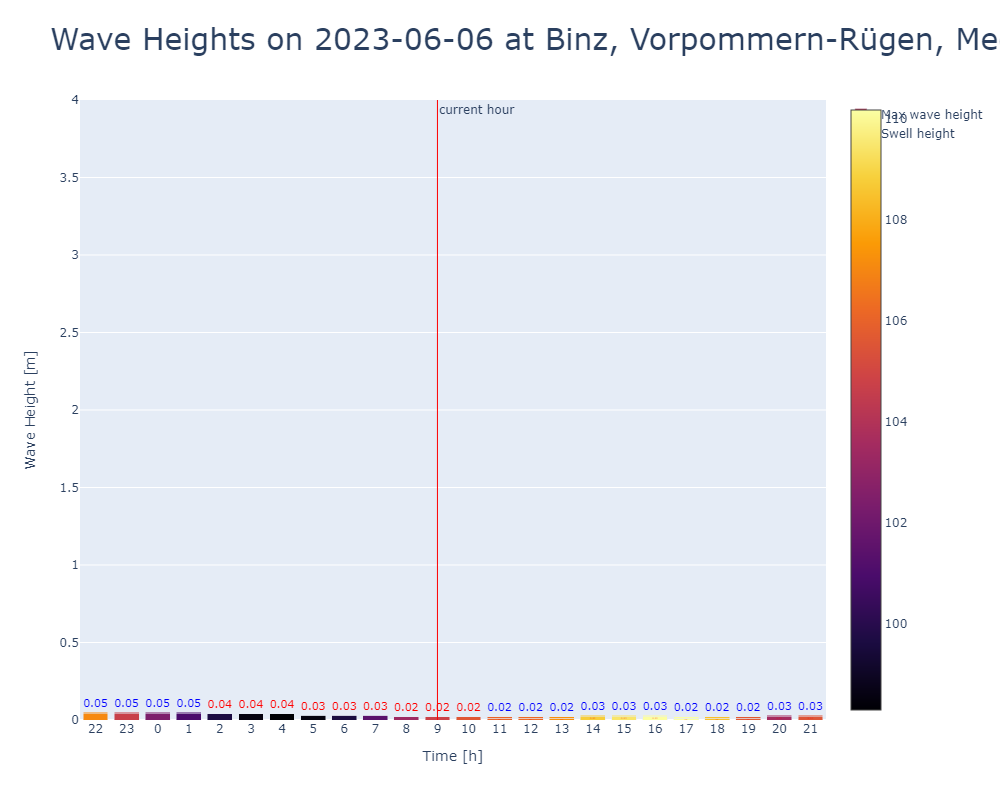 Wave Heights on 2023-06-06 at Binz, Vorpommern-Rügen, Me
4
current hour
3.5
3
2.5
2
1.5
1
0.5
0
Wave Height [m]
0.05 0.05 0.05 0.05 0.04 0.04 0.04 0.03 0.03 0.03 0.02 0.02 0.02 0.02 0.02 0.02 0.03 0.03 0.03 0.02 0.02 0.02 0.03 0.03
22 23 0 1 2 3 4 5 6 7 8 9 10 11 12 13 14 15 16 17 18 19 20 21
Time [h]
Max wave height
Swell height
110
108
106
104
102
100